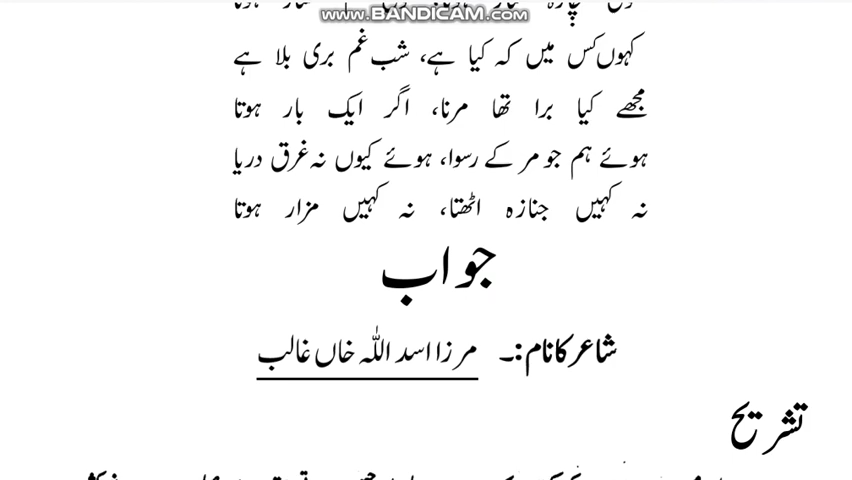 www.BANDICAM.com
کہوں کس میں کہ کیا ہے، شب غم بری بلا ہے
مجھے کیا برا تھا مرنا، اگر ایک بار ہوتا
ہوئے ہم جو مر کے رسوا، ہوئے کیوں نہ غرق دریا
نہ کہیں جنازہ اٹھتا، نہ کہیں مزار ہوتا
جواب
شاعر کا نام:۔ مرزا اسد اللہ خاں غالب
تشریح